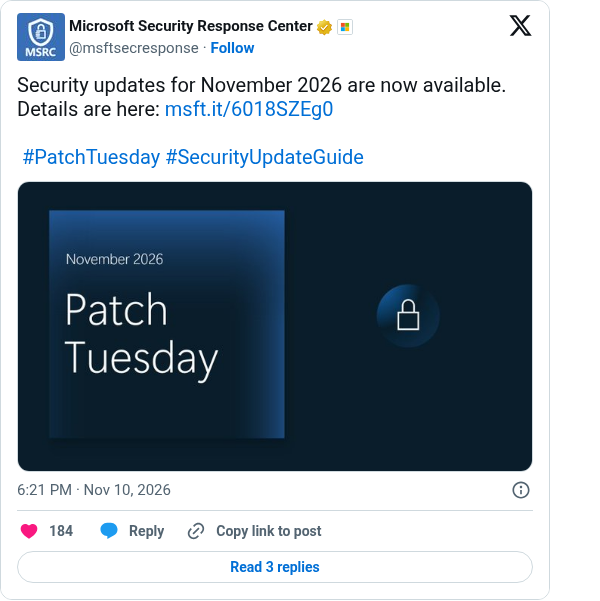 Microsoft Security Response Center
MSRC
@msftsecresponse · Follow
Security updates for November 2026 are now available.
Details are here: msft.it/6018SZEg0
#PatchTuesday #SecurityUpdateGuide
November 2026
Patch
Tuesday
6:21 PM · Nov 10, 2026
184 Reply Copy link to post
Read 3 replies